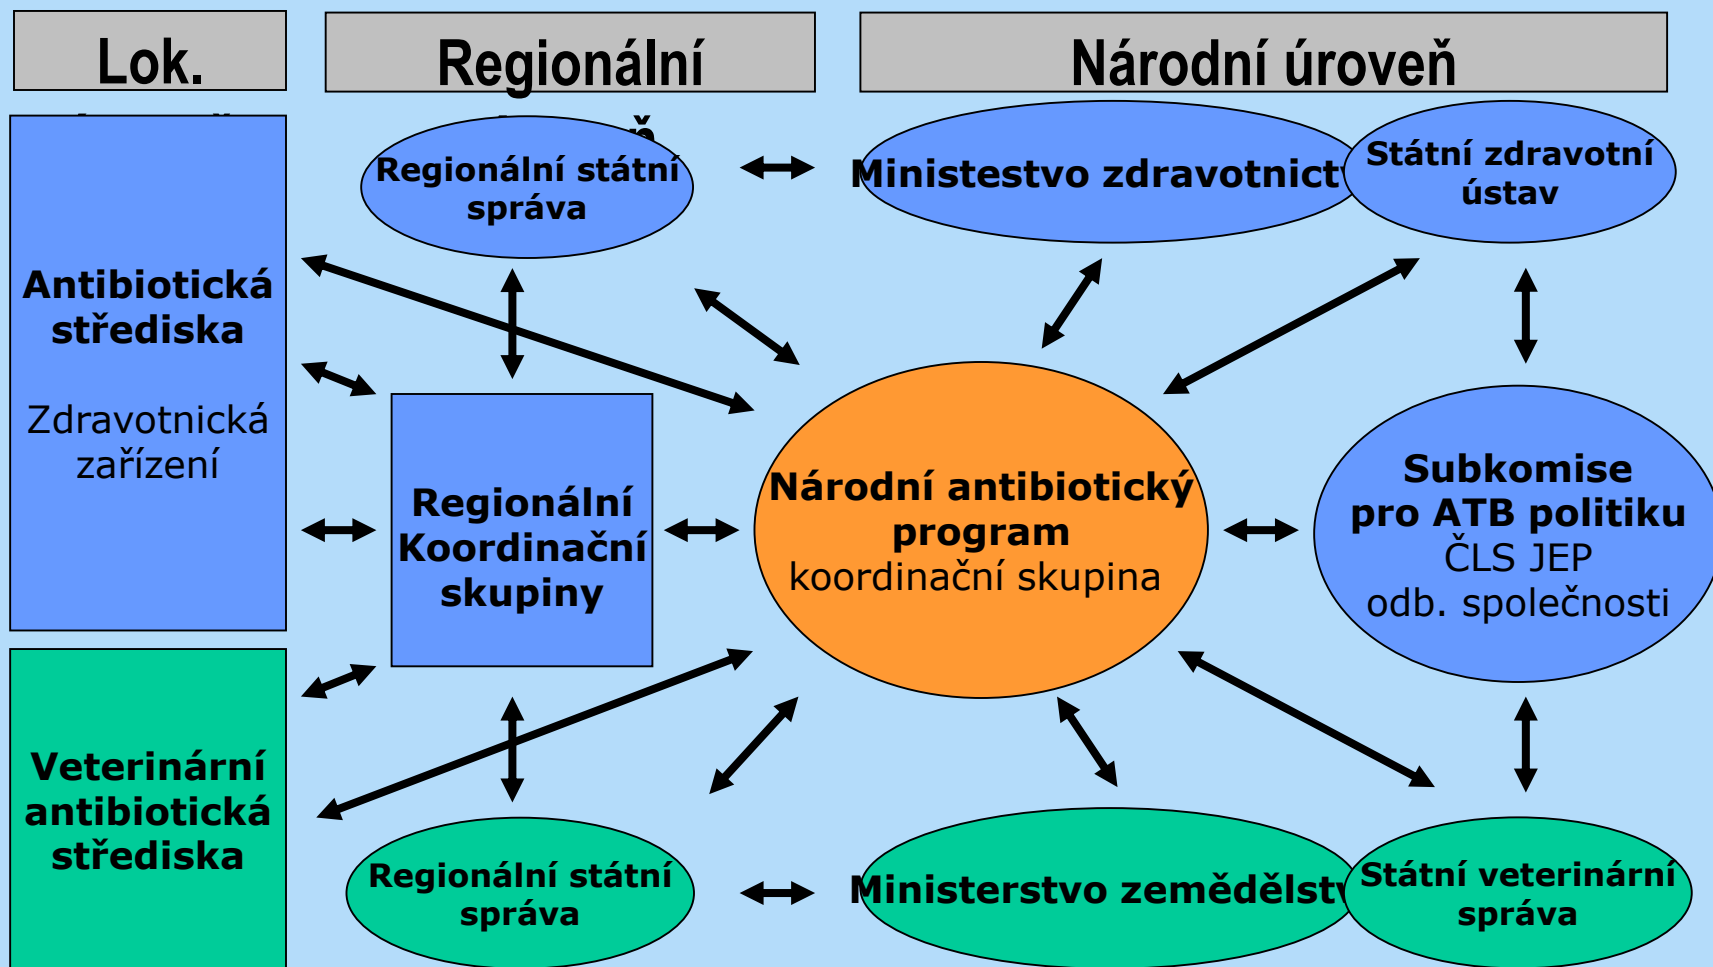 Lok.
Regionální
Národní úroveň
Regionální státní
správa
Ministestvo zdravotnictv
Státní zdravotní
ústav
Antibiotická
střediska
Zdravotnická
zařízení
Regionální
Koordinační
skupiny
Národní antibiotický
program
koordinační skupina
Subkomise
pro ATB politiku
ČLS JEP
odb. společnosti
Veterinární
antibiotická
střediska
Regionální státní
správa
Ministerstvo zemědělstv
Státní veterinární
správa